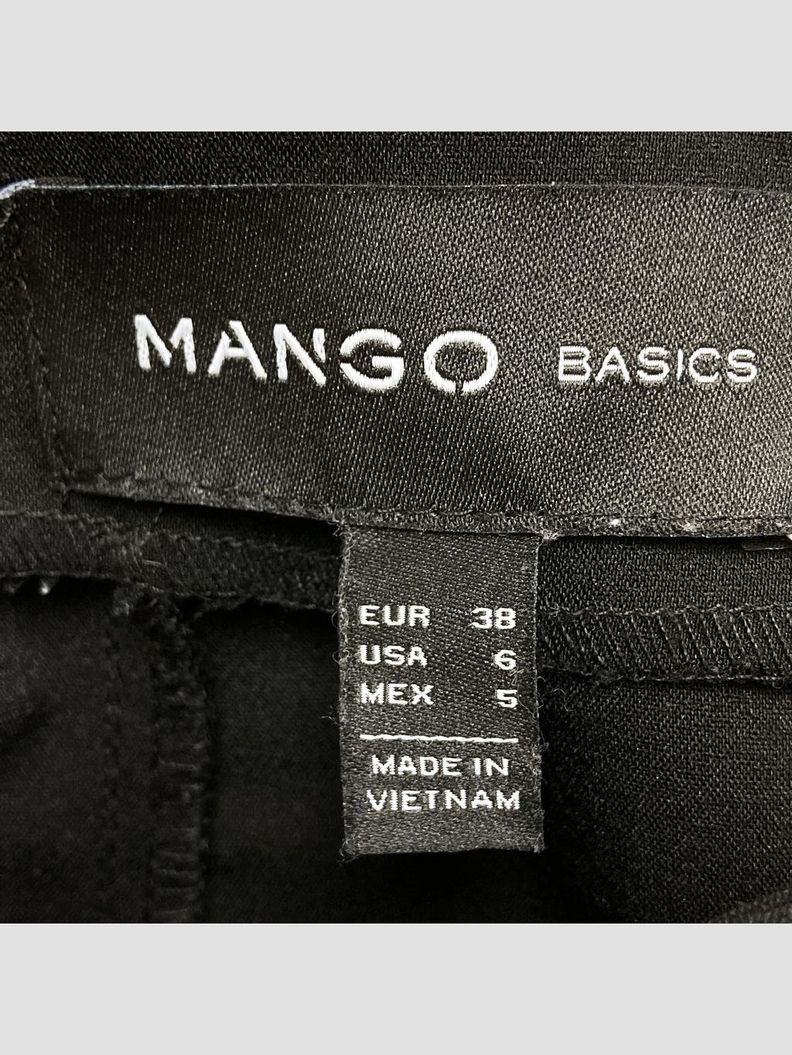 MANGO BASICS
EUR 38
USA 6
MEX 5
MADE IN
VIETNAM